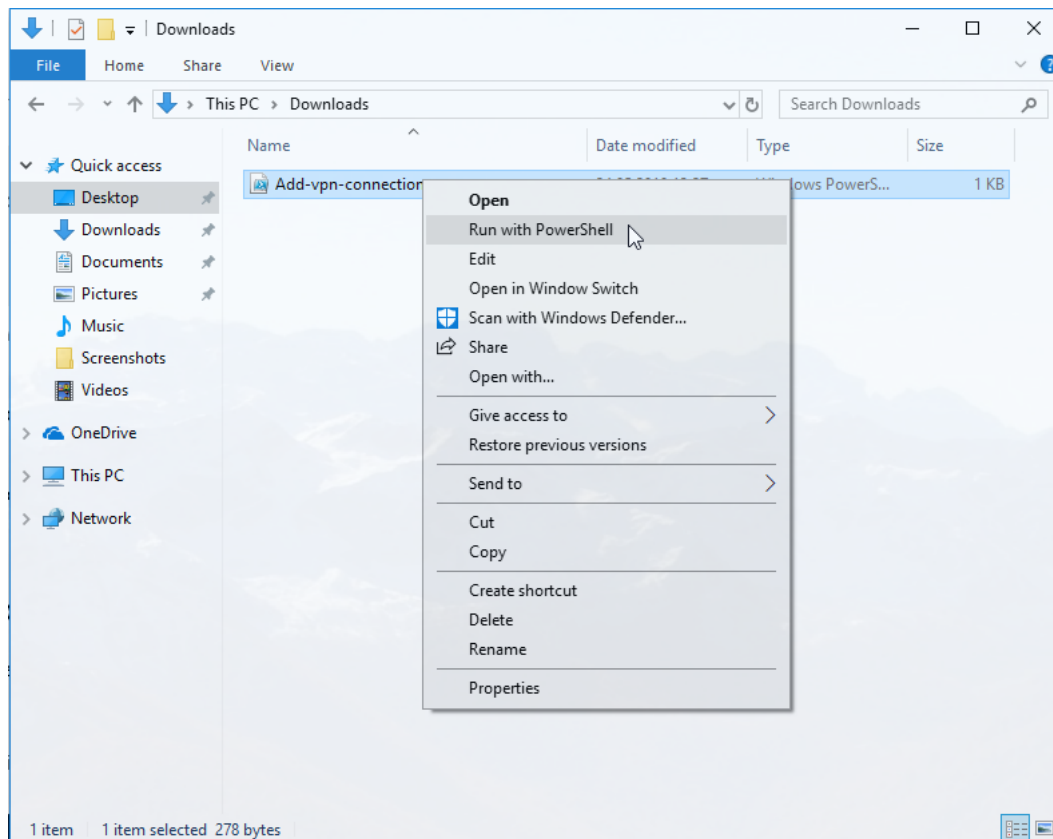 Downloads
File Home Share View
This PC > Downloads
Search Downloads
Name Date modified Type Size
Add-vpn-connection PowerS... 1 KB
Quick access
Desktop
Downloads
Documents
Pictures
Music
Screenshots
Videos
OneDrive
This PC
Network
Open
Run with PowerShell
Edit
Open in Window Switch
Scan with Windows Defender...
Share
Open with...
Give access to
Restore previous versions
Send to
Cut
Copy
Create shortcut
Delete
Rename
Properties
1 item 1 item selected 278 bytes